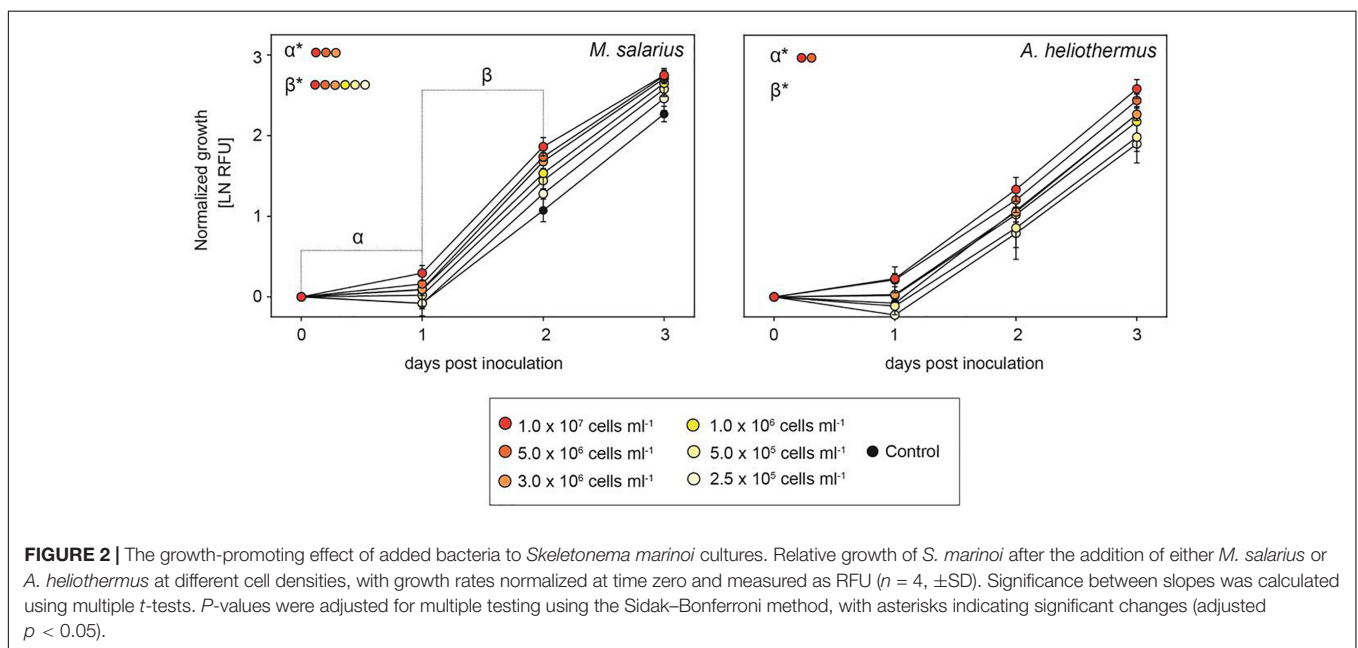 α*
M. salarius
β*
α
β
3
2
1
0
Normalized growth
[LN RFU]
0 1 2 3
days post inoculation
α*
A. heliothermus
β*
0 1 2 3
days post inoculation
1.0 x 10⁷ cells ml⁻¹
5.0 x 10⁶ cells ml⁻¹
3.0 x 10⁶ cells ml⁻¹
1.0 x 10⁶ cells ml⁻¹
5.0 x 10⁵ cells ml⁻¹
2.5 x 10⁵ cells ml⁻¹
Control
FIGURE 2 | The growth-promoting effect of added bacteria to Skeletonema marinoi cultures. Relative growth of S. marinoi after the addition of either M. salarius or
A. heliothermus at different cell densities, with growth rates normalized at time zero and measured as RFU (n = 4, ±SD). Significance between slopes was calculated
using multiple t-tests. P-values were adjusted for multiple testing using the Sidak–Bonferroni method, with asterisks indicating significant changes (adjusted
p < 0.05).